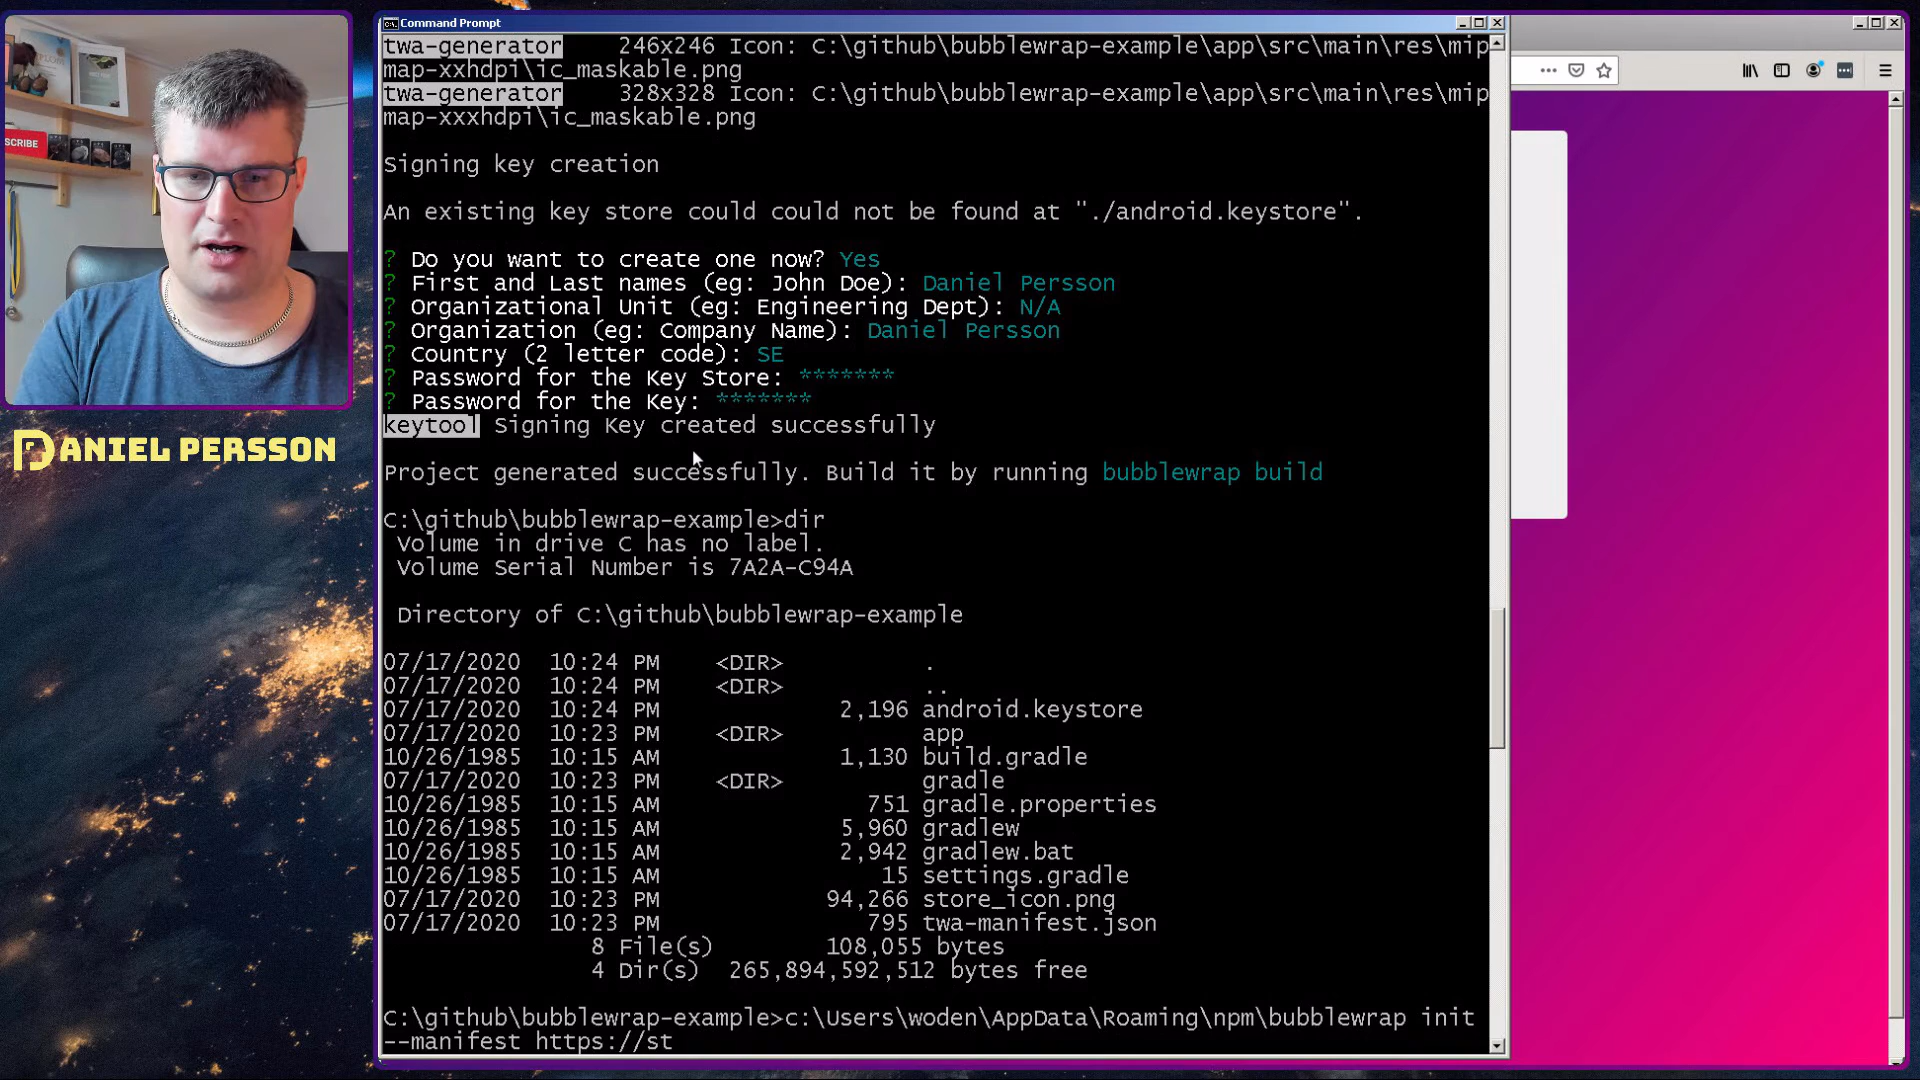 Command Prompt
twa-generator    246x246 Icon: C:\github\bubblewrap-example\app\src\main\res\mip
map-xxhdpi\ic_maskable.png
twa-generator    328x328 Icon: C:\github\bubblewrap-example\app\src\main\res\mip
map-xxxhdpi\ic_maskable.png
Signing key creation
An existing key store could could not be found at "./android.keystore".
? Do you want to create one now? Yes
? First and Last names (eg: John Doe): Daniel Persson
? Organizational Unit (eg: Engineering Dept): N/A
? Organization (eg: Company Name): Daniel Persson
? Country (2 letter code): SE
? Password for the Key Store: *******
? Password for the Key: *******
keytool Signing Key created successfully
Project generated successfully. Build it by running bubblewrap build
C:\github\bubblewrap-example>dir
 Volume in drive C has no label.
 Volume Serial Number is 7A2A-C94A
 Directory of C:\github\bubblewrap-example
07/17/2020  10:24 PM    <DIR>          .
07/17/2020  10:24 PM    <DIR>          ..
07/17/2020  10:24 PM             2,196 android.keystore
07/17/2020  10:23 PM    <DIR>          app
10/26/1985  10:15 AM             1,130 build.gradle
07/17/2020  10:23 PM    <DIR>          gradle
10/26/1985  10:15 AM               751 gradle.properties
10/26/1985  10:15 AM             5,960 gradlew
10/26/1985  10:15 AM             2,942 gradlew.bat
10/26/1985  10:15 AM                15 settings.gradle
07/17/2020  10:23 PM            94,266 store_icon.png
07/17/2020  10:23 PM               795 twa-manifest.json
               8 File(s)        108,055 bytes
               4 Dir(s)  265,894,592,512 bytes free
C:\github\bubblewrap-example>c:\Users\woden\AppData\Roaming\npm\bubblewrap init
--manifest https://st
SCRIBE
DANIEL PERSSON